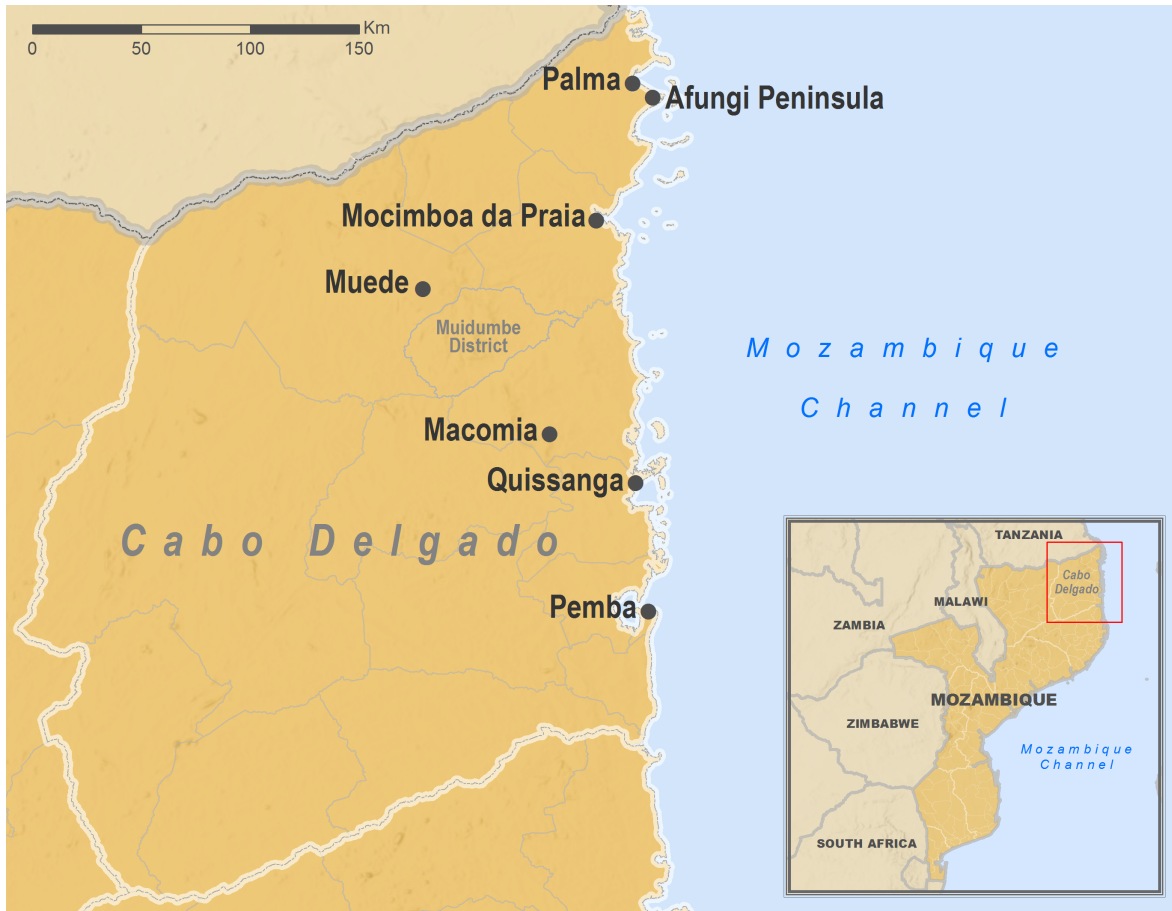 Km
0 50 100 150
Palma
Afungi Peninsula
Mocimboa da Praia
Muede
Muidumbe
District
Mozambique
Channel
Macomia
Quissanga
Cabo Delgado
Pemba
TANZANIA
Cabo
Delgado
MALAWI
ZAMBIA
MOZAMBIQUE
ZIMBABWE
Mozambique
Channel
SOUTH AFRICA